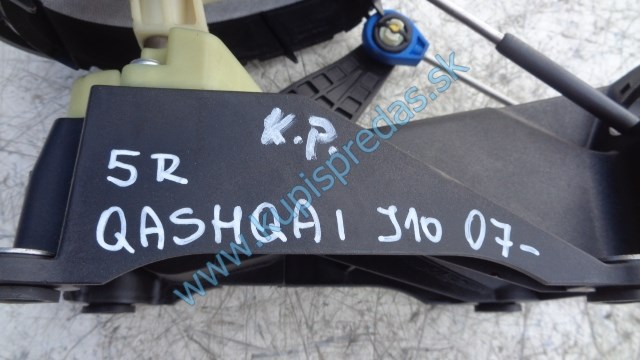 K.P.
5R
QASHQAI J10 07-
www.kupispredas.sk